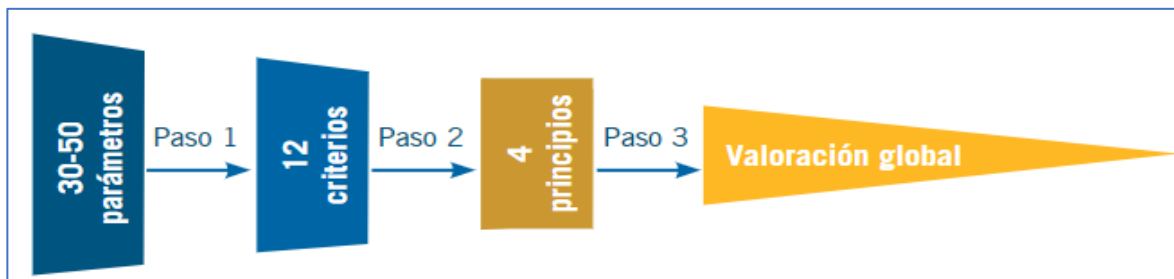 30-50
parámetros
Paso 1
12
criterios
Paso 2
4
principios
Paso 3
Valoración global